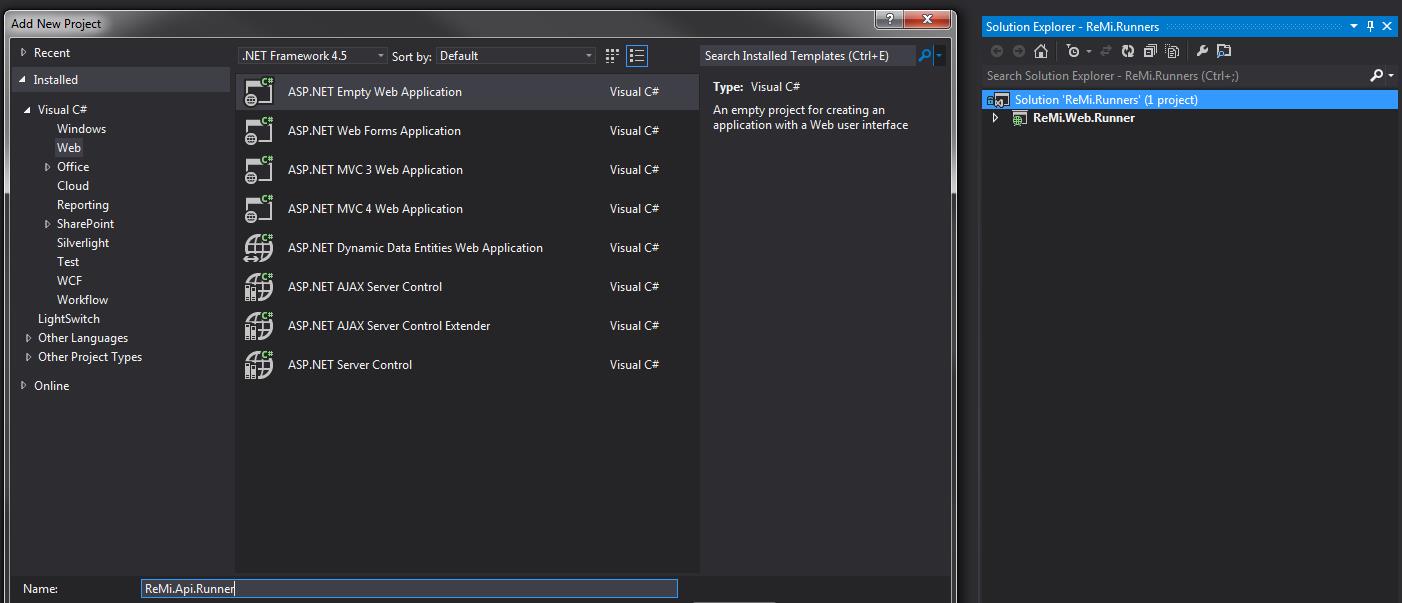 Add New Project
?
Recent
Installed
Visual C#
Windows
Web
Office
Cloud
Reporting
SharePoint
Silverlight
Test
WCF
Workflow
LightSwitch
Other Languages
Other Project Types
Online
.NET Framework 4.5
Sort by: Default
ASP.NET Empty Web Application Visual C#
ASP.NET Web Forms Application Visual C#
ASP.NET MVC 3 Web Application Visual C#
ASP.NET MVC 4 Web Application Visual C#
ASP.NET Dynamic Data Entities Web Application Visual C#
ASP.NET AJAX Server Control Visual C#
ASP.NET AJAX Server Control Extender Visual C#
ASP.NET Server Control Visual C#
Search Installed Templates (Ctrl+E)
Type: Visual C#
An empty project for creating an
application with a Web user interface
Name: ReMi.Api.Runner
Solution Explorer - ReMi.Runners
Search Solution Explorer - ReMi.Runners (Ctrl+;)
Solution 'ReMi.Runners' (1 project)
ReMi.Web.Runner